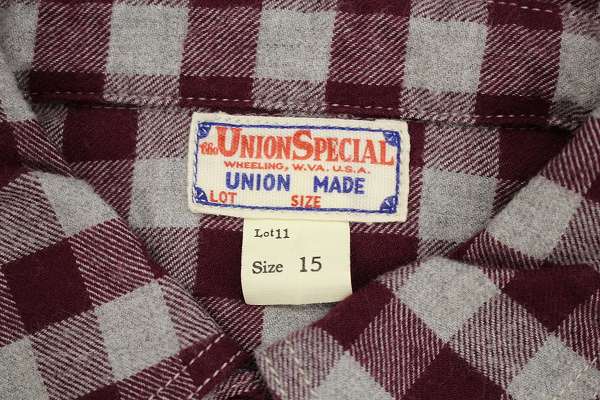 The UNION SPECIAL
WHEELING, W.VA. U.S.A.
UNION MADE
LOT SIZE
Lot11
Size 15